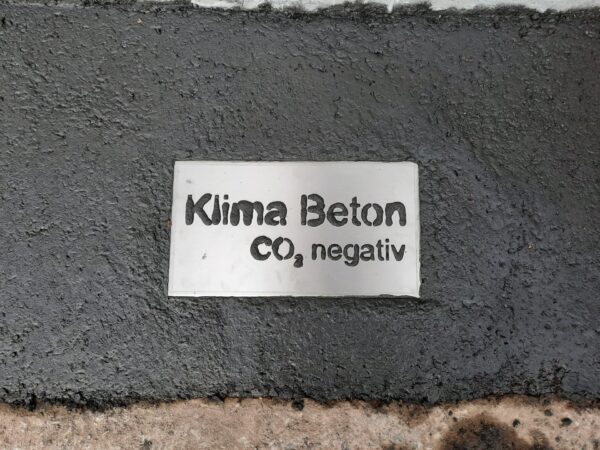 Klima Beton
CO₂ negativ